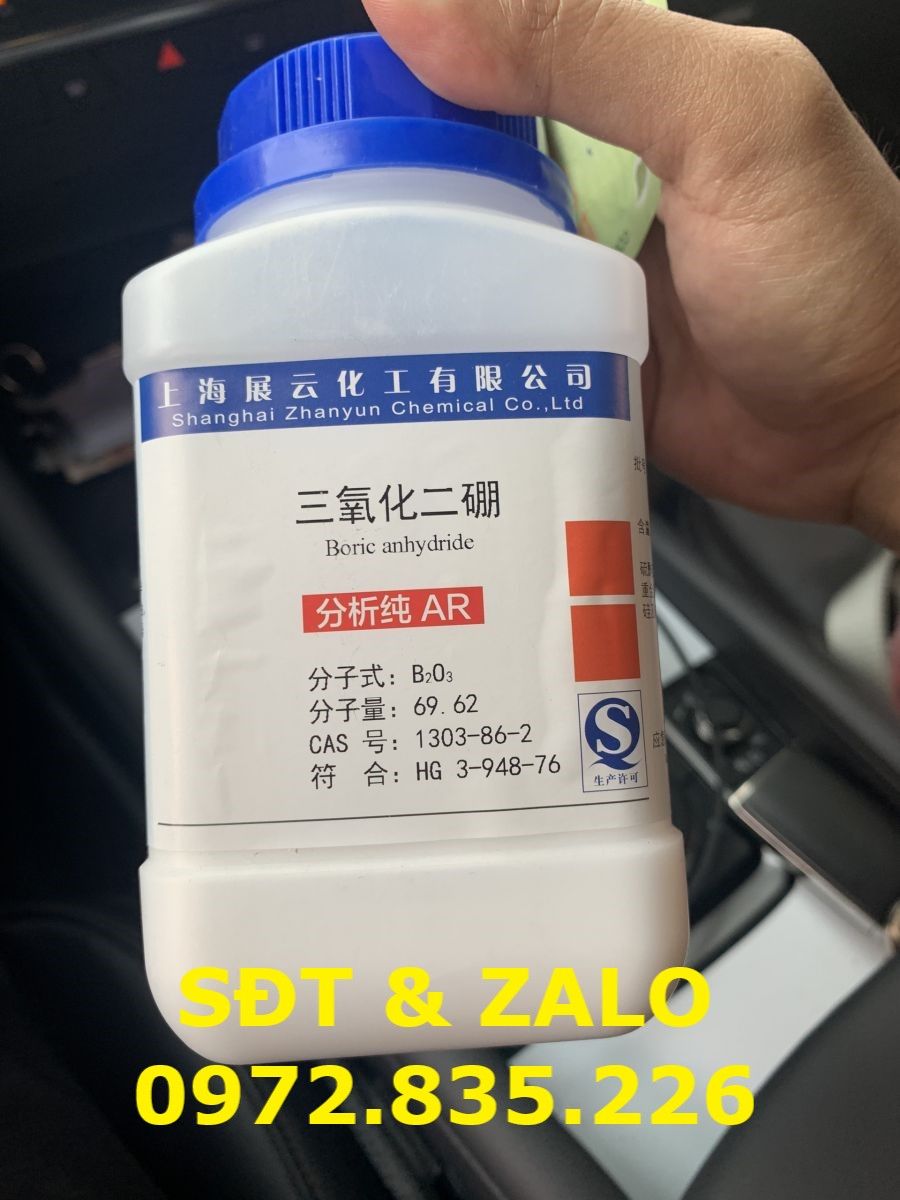 上海展云化工有限公司
Shanghai Zhanyun Chemical Co.,Ltd
三氧化二硼
Boric anhydride
分析纯 AR
分子式: B₂O₃
分子量: 69.62
CAS 号: 1303-86-2
符 合: HG 3-948-76
生产许可
SĐT & ZALO
0972.835.226